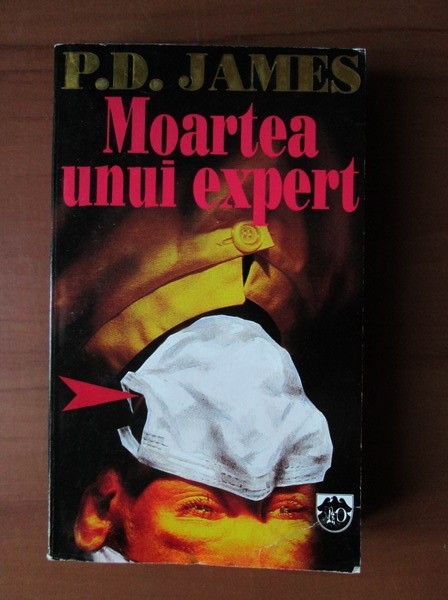 P.D. JAMES
Moartea
unui expert